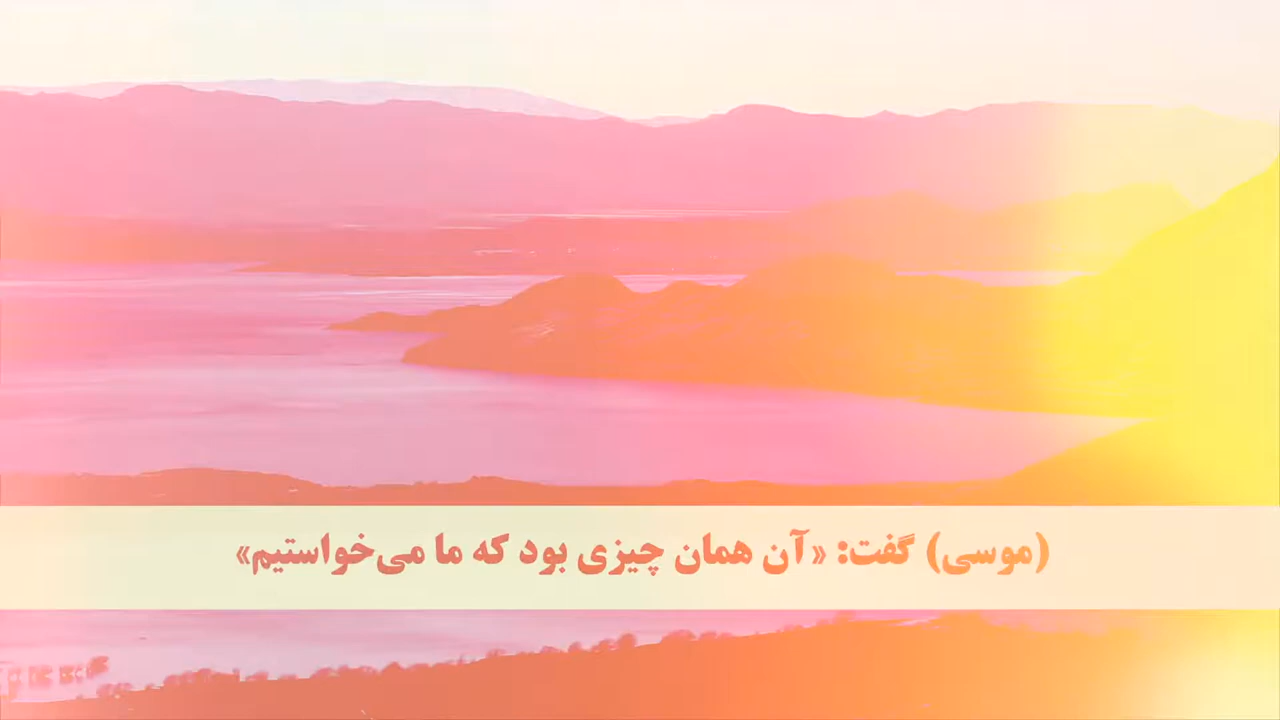 (موسی) گفت: «آن همان چیزی بود که ما می‌خواستیم»